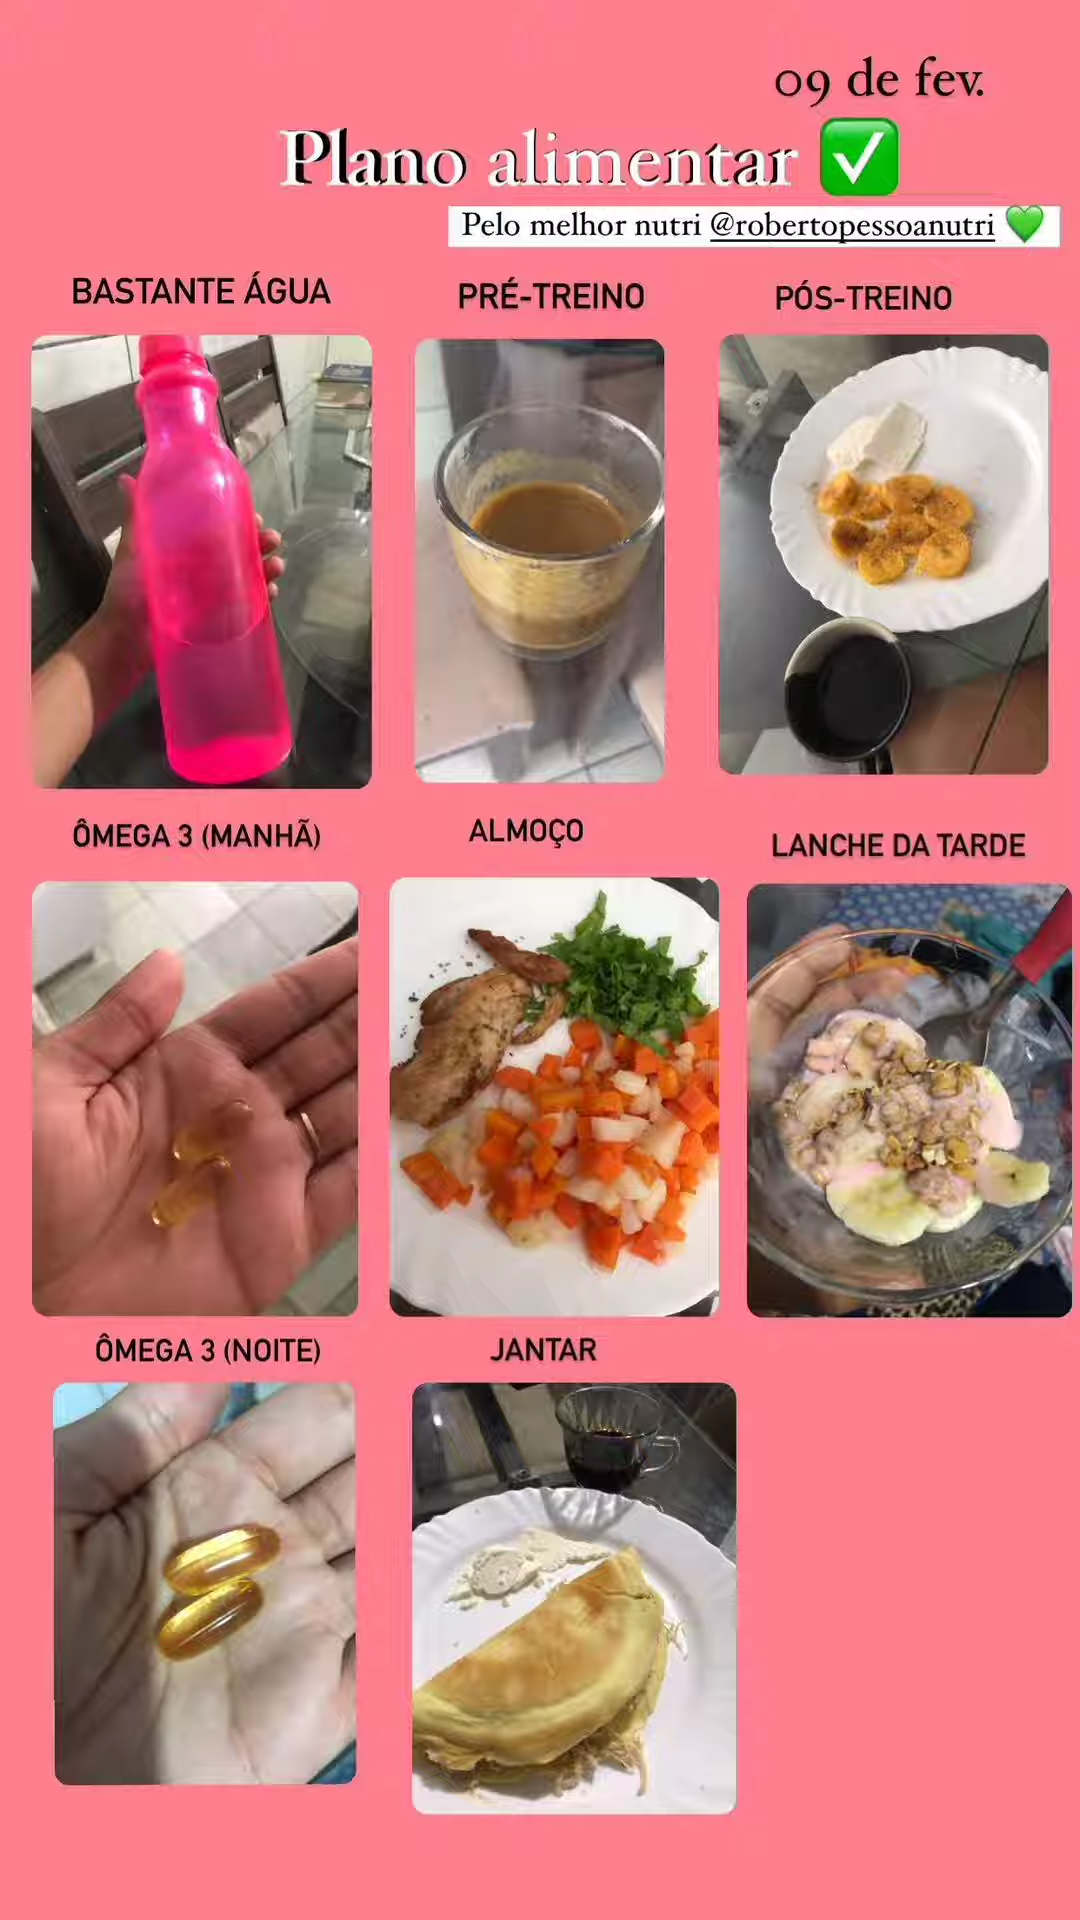 09 de fev.
Plano alimentar ✅
Pelo melhor nutri @robertopessoanutri 💚
BASTANTE ÁGUA
PRÉ-TREINO
PÓS-TREINO
ÔMEGA 3 (MANHÃ)
ALMOÇO
LANCHE DA TARDE
ÔMEGA 3 (NOITE)
JANTAR